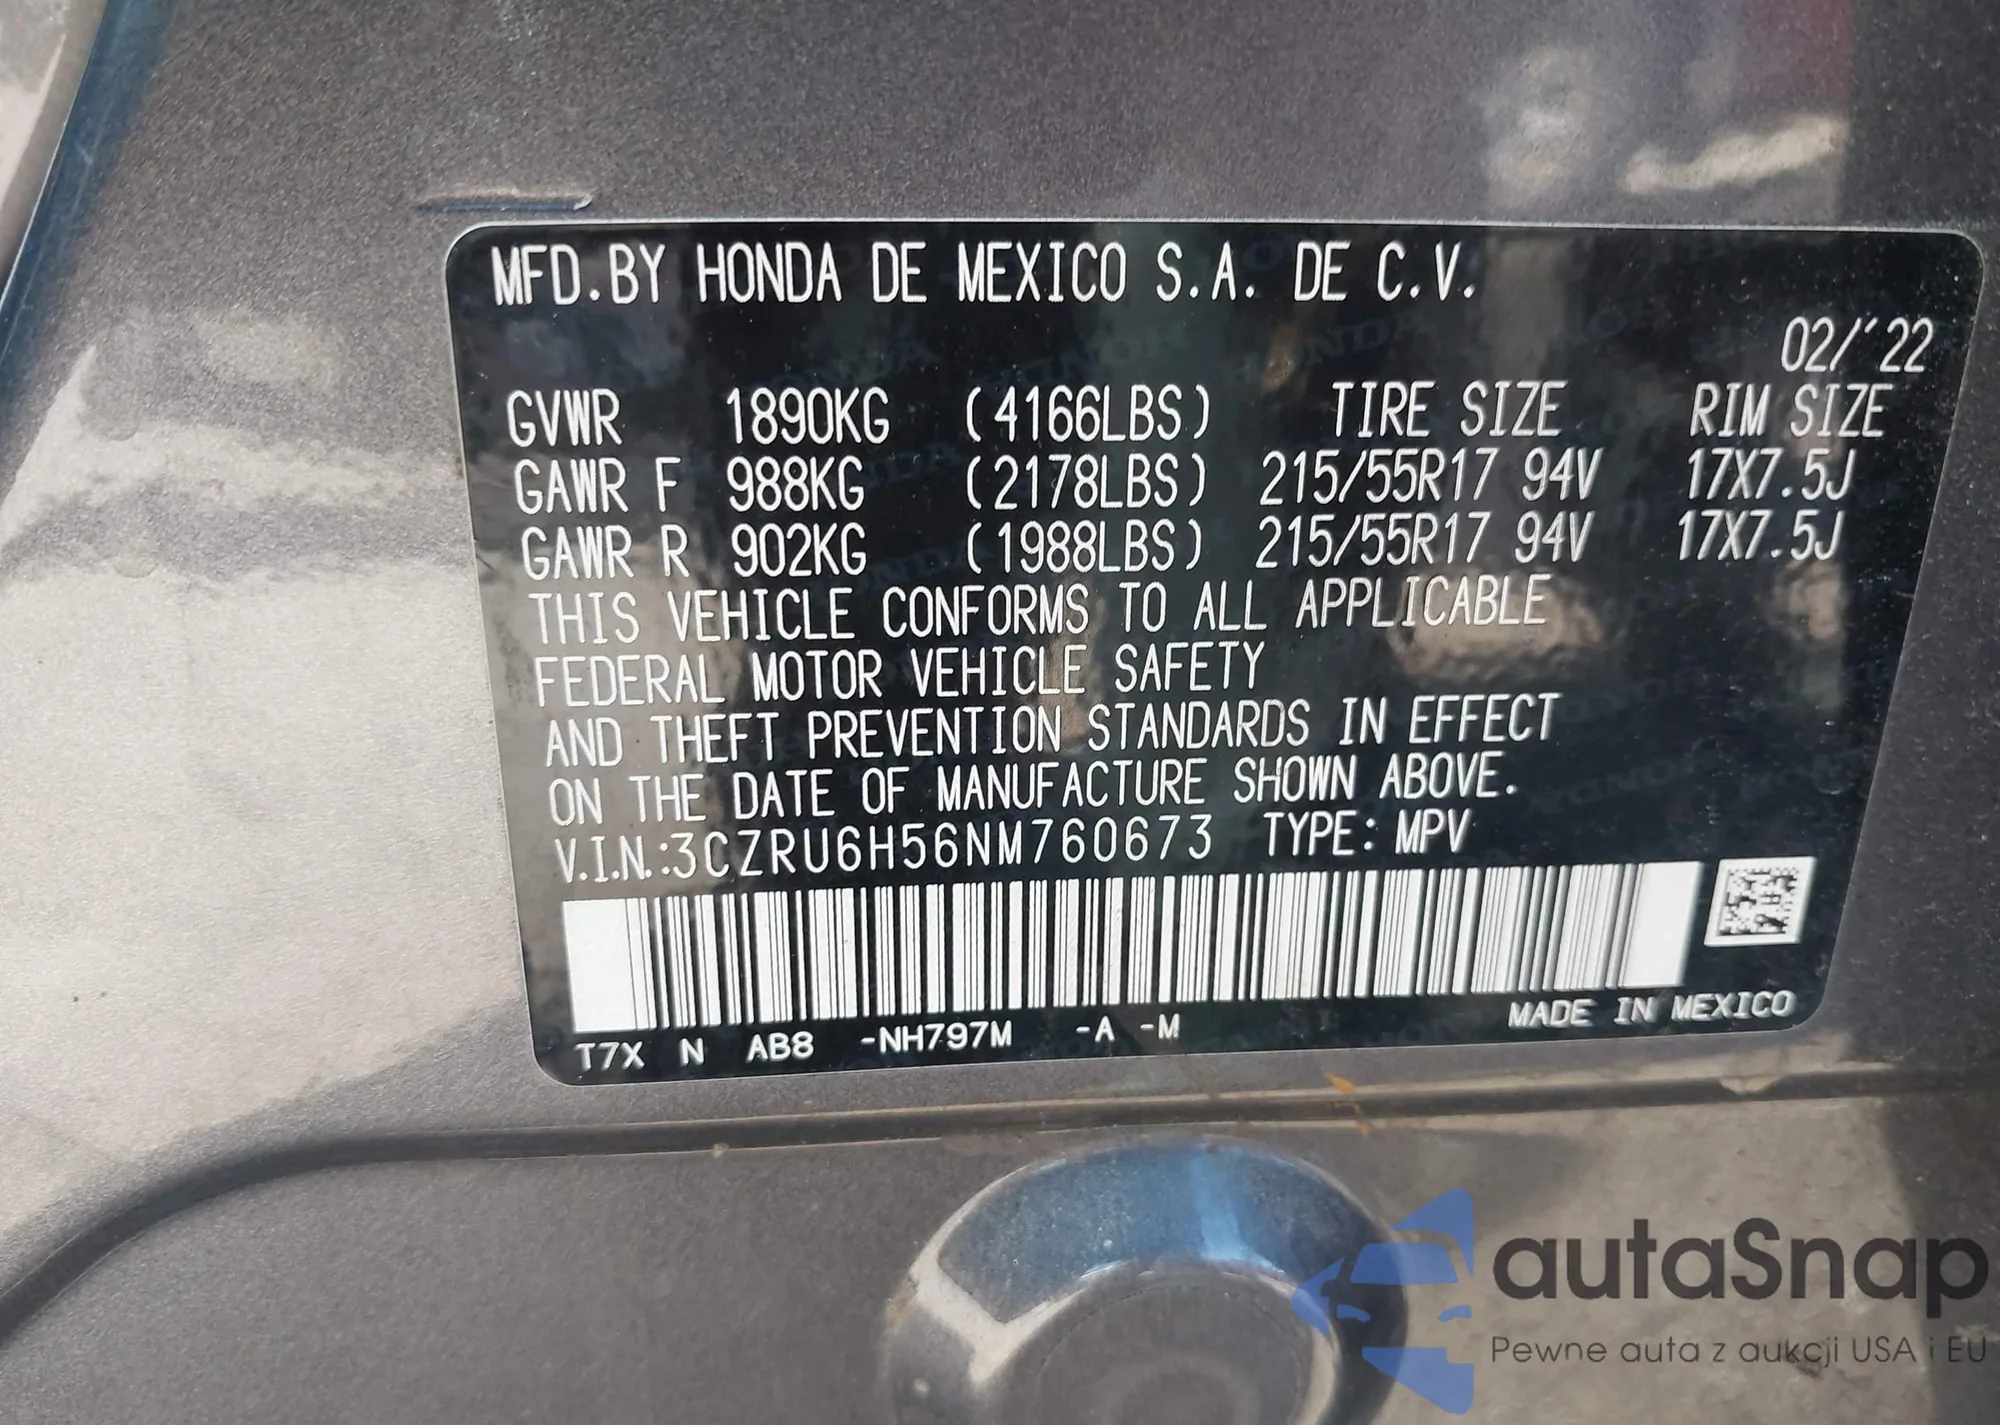 MFD.BY HONDA DE MEXICO S.A. DE C.V.
02/'22
GVWR 1890KG (4166LBS) TIRE SIZE RIM SIZE
GAWR F 988KG (2178LBS) 215/55R17 94V 17X7.5J
GAWR R 902KG (1988LBS) 215/55R17 94V 17X7.5J
THIS VEHICLE CONFORMS TO ALL APPLICABLE
FEDERAL MOTOR VEHICLE SAFETY
AND THEFT PREVENTION STANDARDS IN EFFECT
ON THE DATE OF MANUFACTURE SHOWN ABOVE.
V.I.N.:3CZRU6H56NM760673 TYPE: MPV
T7X N AB8 -NH797M -A -M MADE IN MEXICO
autaSnap
Pewne auta z aukcji USA i EU